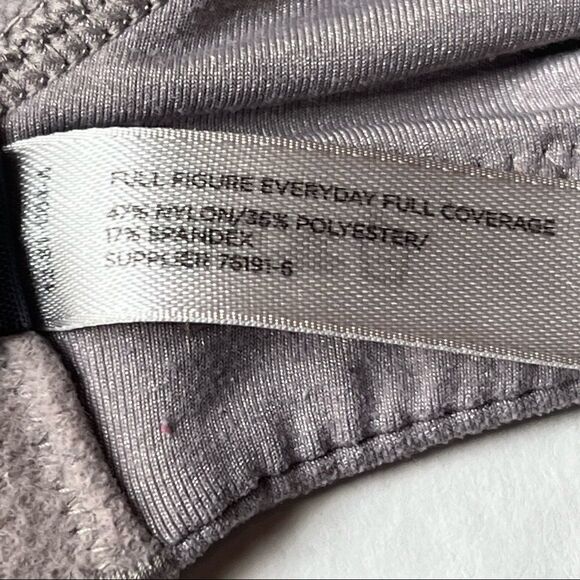 FULL FIGURE EVERYDAY FULL COVERAGE
47% NYLON/36% POLYESTER/
17% SPANDEX
SUPPLIER 76191-6